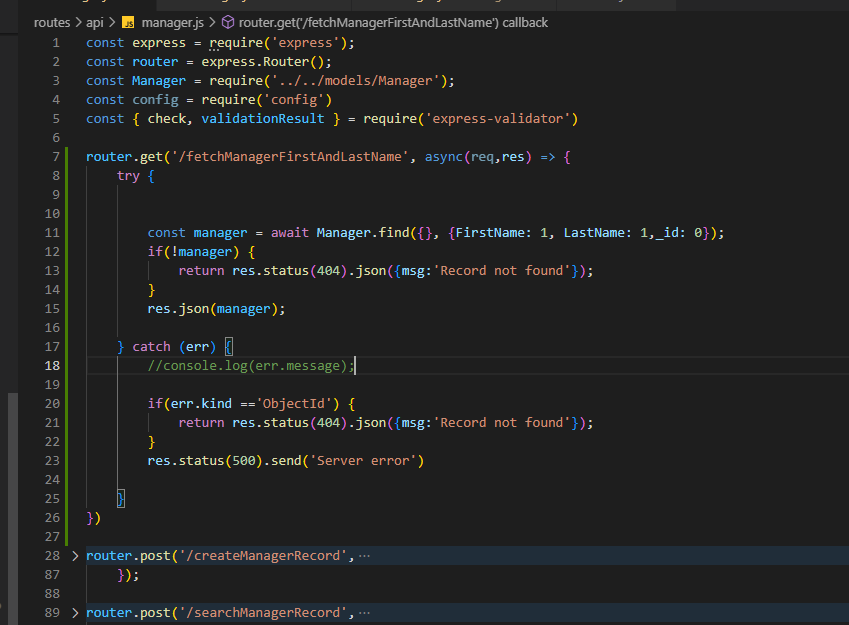 routes > api > JS manager.js > router.get('/fetchManagerFirstAndLastName') callback
1 const express = require('express');
2 const router = express.Router();
3 const Manager = require('../../models/Manager');
4 const config = require('config')
5 const { check, validationResult } = require('express-validator')
6
7 router.get('/fetchManagerFirstAndLastName', async(req,res) => {
8 try {
9
10
11 const manager = await Manager.find({}, {FirstName: 1, LastName: 1,_id: 0});
12 if(!manager) {
13 return res.status(404).json({msg:'Record not found'});
14 }
15 res.json(manager);
16
17 } catch (err) {
18 //console.log(err.message);
19
20 if(err.kind =='ObjectId') {
21 return res.status(404).json({msg:'Record not found'});
22 }
23 res.status(500).send('Server error')
24
25 }
26 })
27
28 > router.post('/createManagerRecord', ...
87 });
88
89 > router.post('/searchManagerRecord', ...